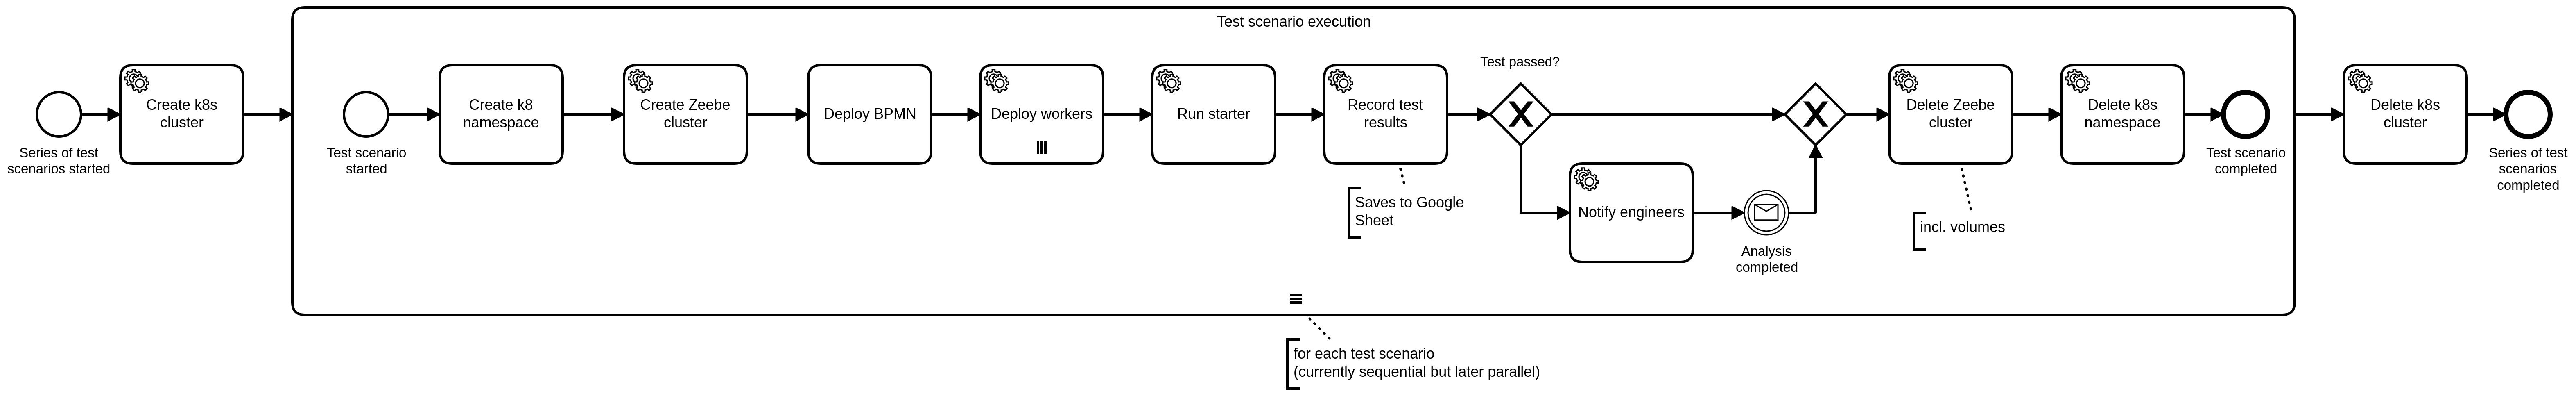 Test scenario execution
Series of test
scenarios started
Create k8s
cluster
Test scenario
started
Create k8
namespace
Create Zeebe
cluster
Deploy BPMN
Deploy workers
Run starter
Record test
results
Saves to Google
Sheet
Test passed?
Notify engineers
Analysis
completed
Delete Zeebe
cluster
incl. volumes
Delete k8s
namespace
Test scenario
completed
for each test scenario
(currently sequential but later parallel)
Delete k8s
cluster
Series of test
scenarios
completed